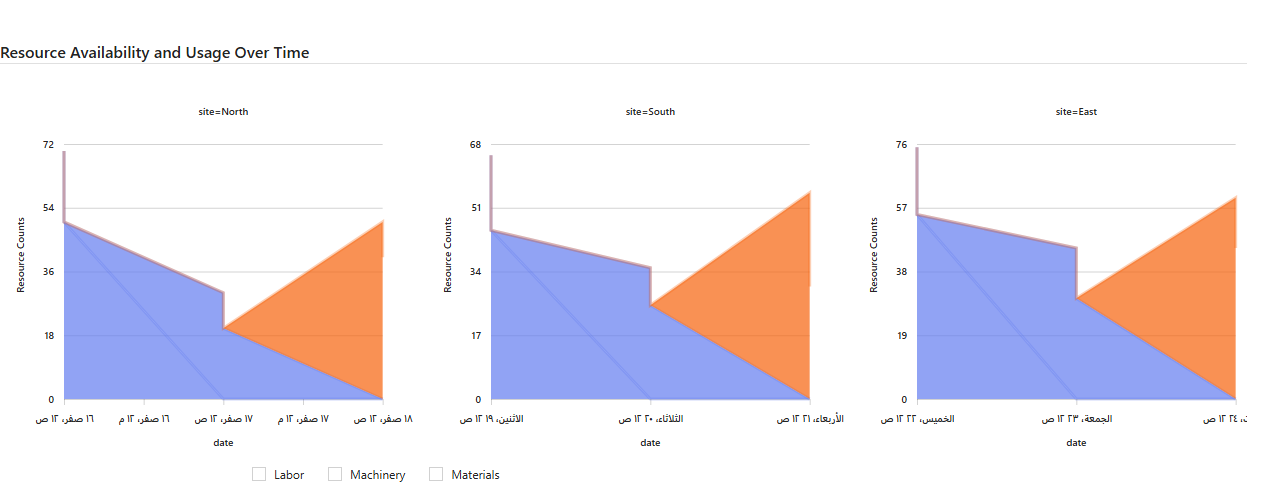 Resource Availability and Usage Over Time
site=North
72
54
36
18
0
Resource Counts
١٦ صفر، ١٢ ص
١٦ صفر، ١٢ م
١٧ صفر، ١٢ ص
١٧ صفر، ١٢ م
١٨ صفر، ١٢ ص
date
site=South
68
51
34
17
0
Resource Counts
الاثنين، ١٩ ١٢ ص
الثلاثاء، ٢٠ ١٢ ص
الأربعاء، ٢١ ١٢ ص
date
site=East
76
57
38
19
0
Resource Counts
الخميس، ٢٢ ١٢ ص
الجمعة، ٢٣ ١٢ ص
٢٤ ١٢ ص
date
Labor
Machinery
Materials